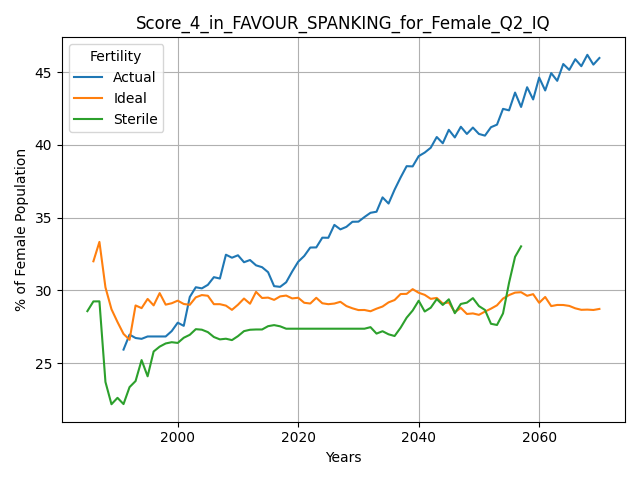 Score_4_in_FAVOUR_SPANKING_for_Female_Q2_IQ
Fertility
Actual
Ideal
Sterile
% of Female Population
45
40
35
30
25
2000
2020
2040
2060
Years